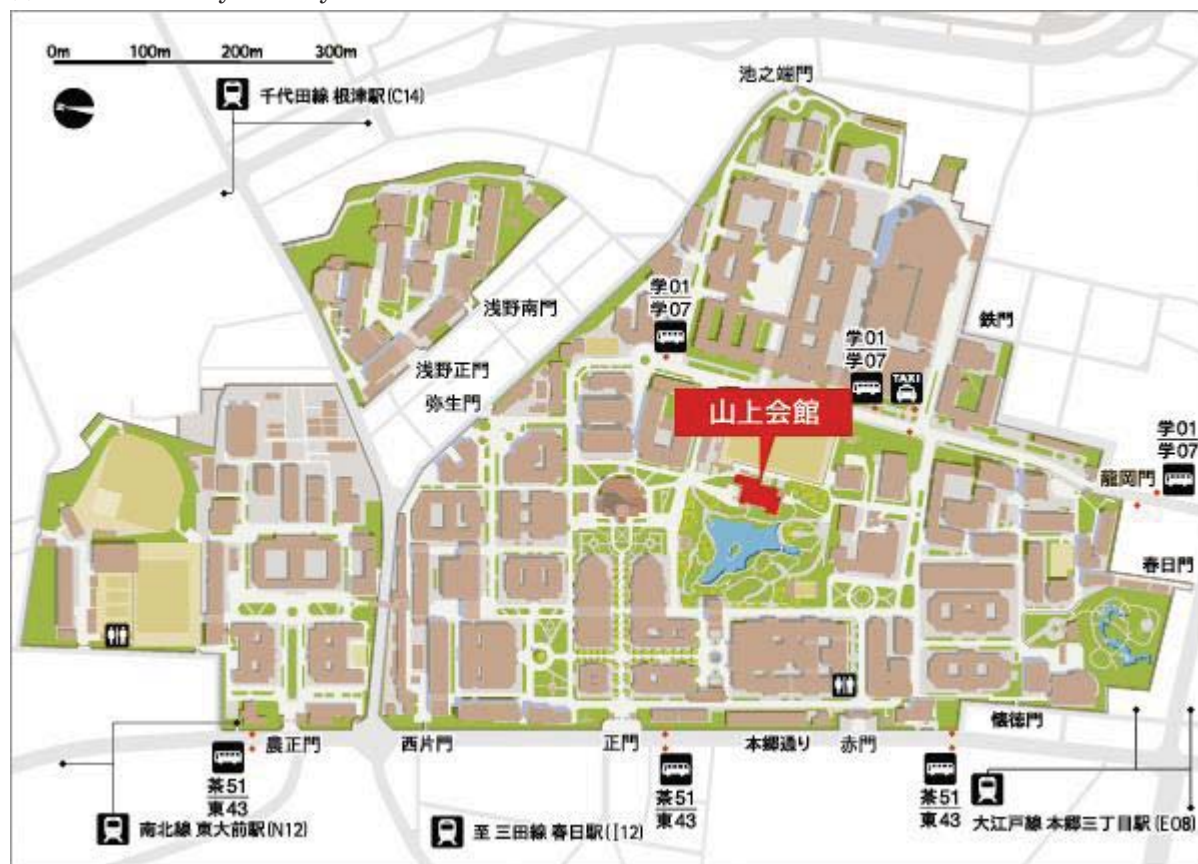 0m 100m 200m 300m
池之端門
千代田線 根津駅(C14)
学01
学07
浅野南門
鉄門
学01
学07
TAXI
浅野正門
弥生門
山上会館
学01
学07
龍岡門
春日門
懐徳門
農正門
西片門
正門
本郷通り
赤門
茶51
東43
茶51
東43
茶51
東43
南北線 東大前駅(N12)
至 三田線 春日駅(I12)
大江戸線 本郷三丁目駅(E08)